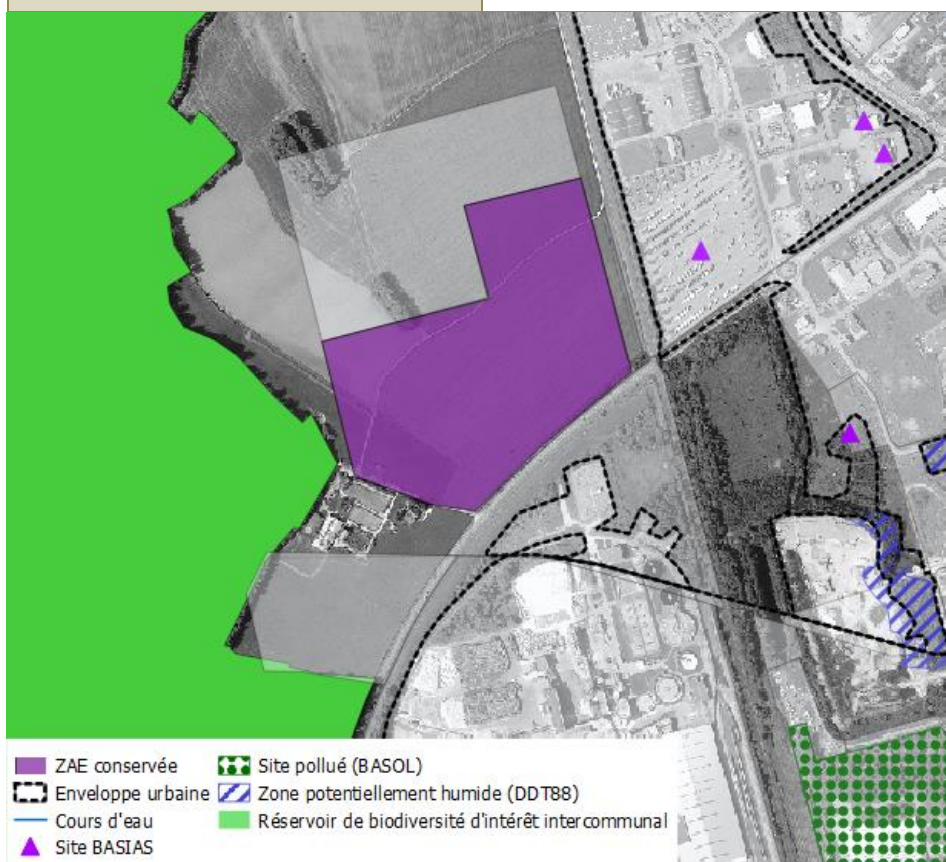 ZAE conservée
Site pollué (BASOL)
Enveloppe urbaine
Zone potentiellement humide (DDT88)
Cours d'eau
Réservoir de biodiversité d'intérêt intercommunal
Site BASIAS